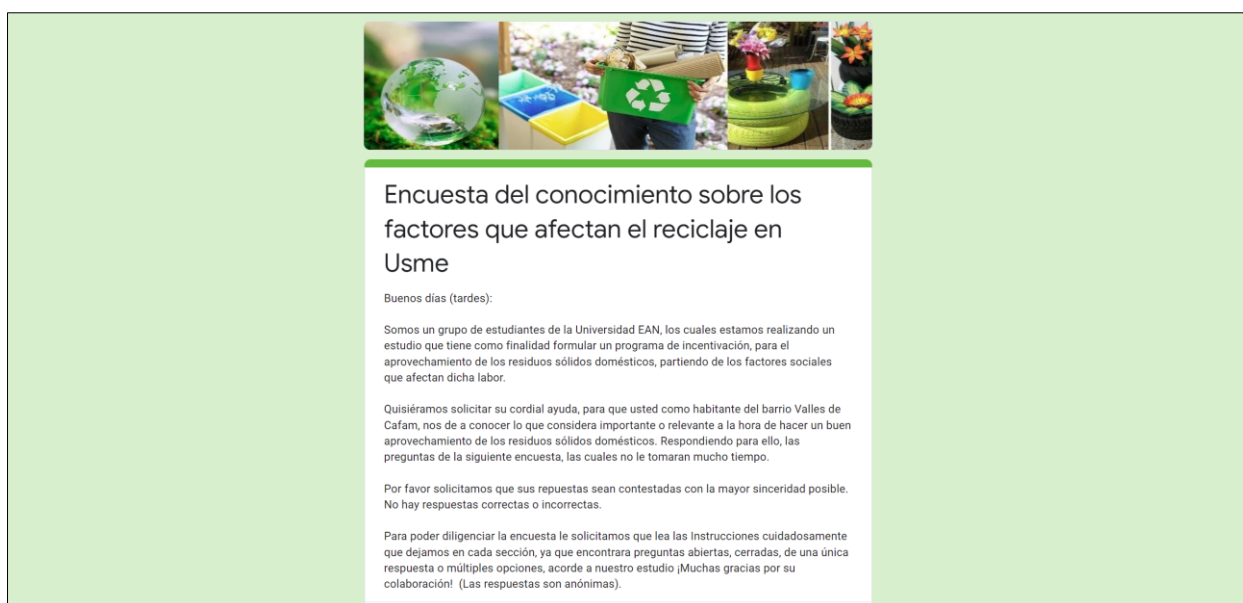 Encuesta del conocimiento sobre los
factores que afectan el reciclaje en
Usme
Buenos días (tardes):
Somos un grupo de estudiantes de la Universidad EAN, los cuales estamos realizando un
estudio que tiene como finalidad formular un programa de incentivación, para el
aprovechamiento de los residuos sólidos domésticos, partiendo de los factores sociales
que afectan dicha labor.
Quisiéramos solicitar su cordial ayuda, para que usted como habitante del barrio Valles de
Cafam, nos de a conocer lo que considera importante o relevante a la hora de hacer un buen
aprovechamiento de los residuos sólidos domésticos. Respondiendo para ello, las
preguntas de la siguiente encuesta, las cuales no le tomaran mucho tiempo.
Por favor solicitamos que sus repuestas sean contestadas con la mayor sinceridad posible.
No hay respuestas correctas o incorrectas.
Para poder diligenciar la encuesta le solicitamos que lea las Instrucciones cuidadosamente
que dejamos en cada sección, ya que encontrara preguntas abiertas, cerradas, de una única
respuesta o múltiples opciones, acorde a nuestro estudio ¡Muchas gracias por su
colaboración! (Las respuestas son anónimas).